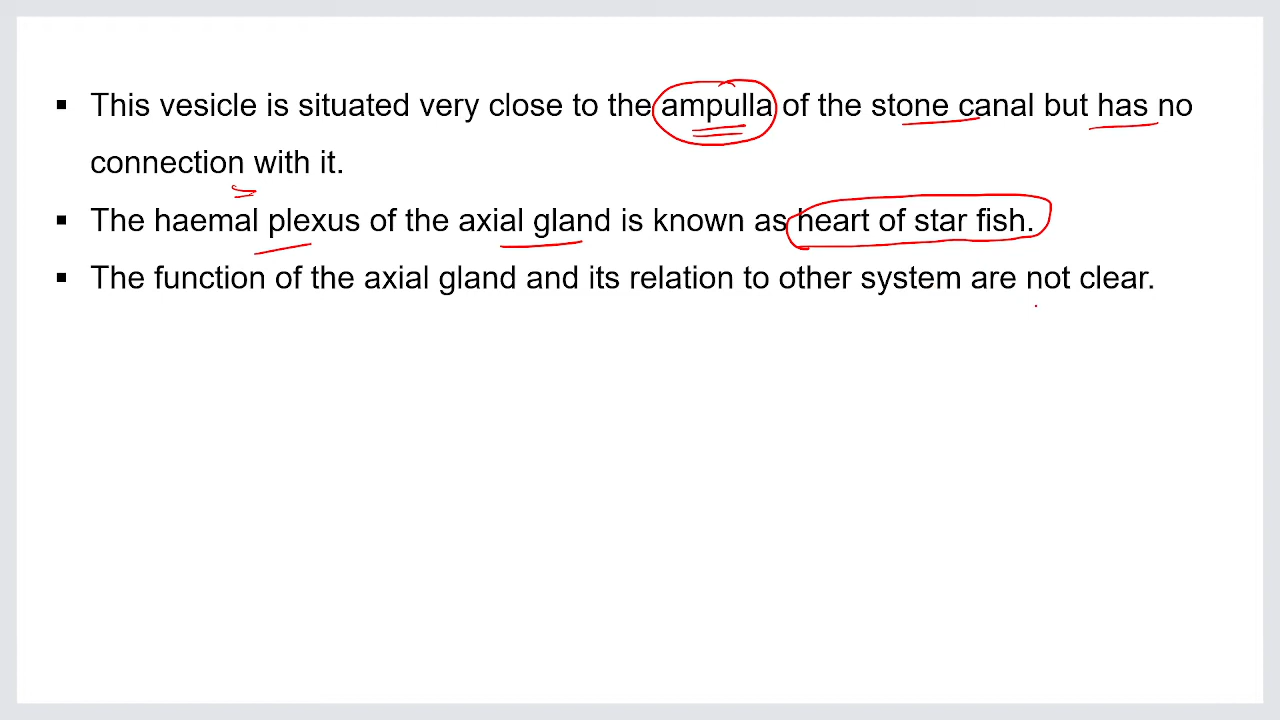 ▪ This vesicle is situated very close to the ampulla of the stone canal but has no
connection with it.
▪ The haemal plexus of the axial gland is known as heart of star fish.
▪ The function of the axial gland and its relation to other system are not clear.